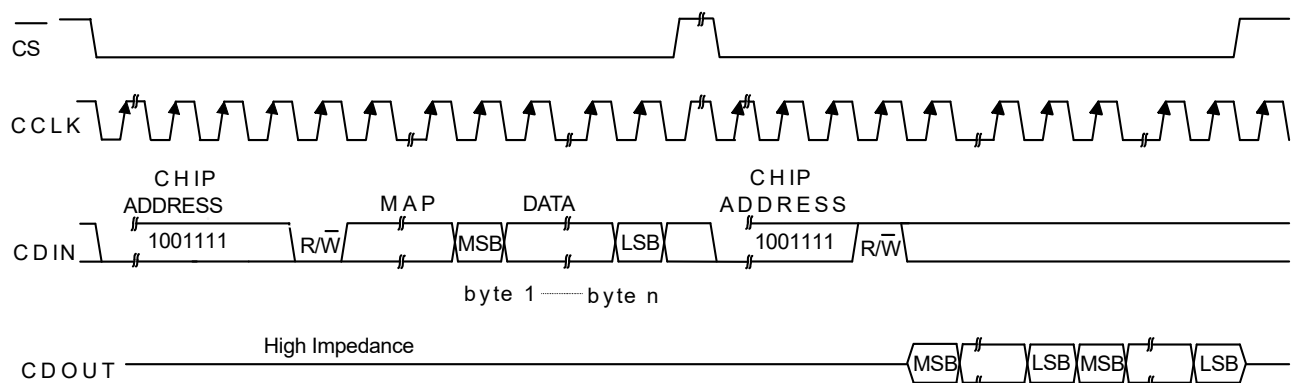 CS
CCLK
CHIP
ADDRESS
MAP
DATA
CHIP
ADDRESS
CDIN
1001111
R/W
MSB
LSB
1001111
R/W
byte 1 byte n
High Impedance
CDOUT
MSB
LSB
MSB
LSB